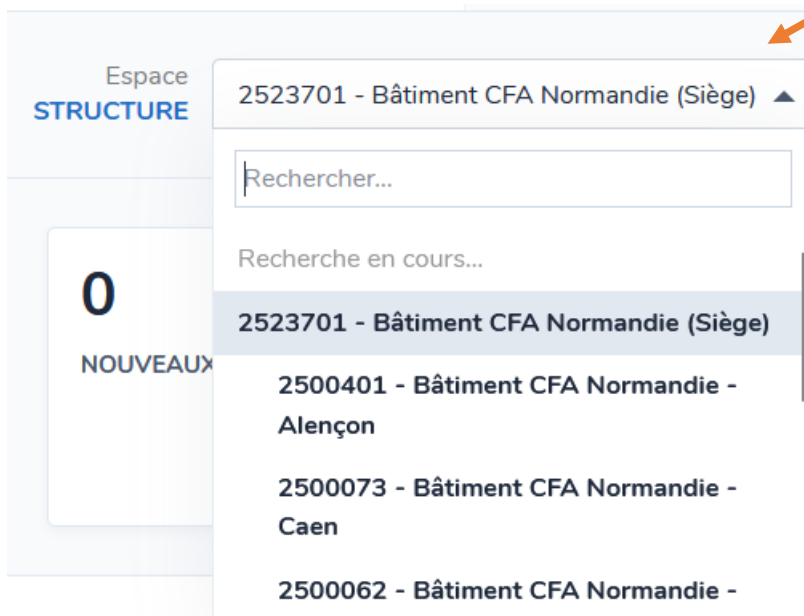 Espace
STRUCTURE
2523701 - Bâtiment CFA Normandie (Siège)
Rechercher...
Recherche en cours...
2523701 - Bâtiment CFA Normandie (Siège)
0
NOUVEAUX
2500401 - Bâtiment CFA Normandie -
Alençon
2500073 - Bâtiment CFA Normandie -
Caen
2500062 - Bâtiment CFA Normandie -